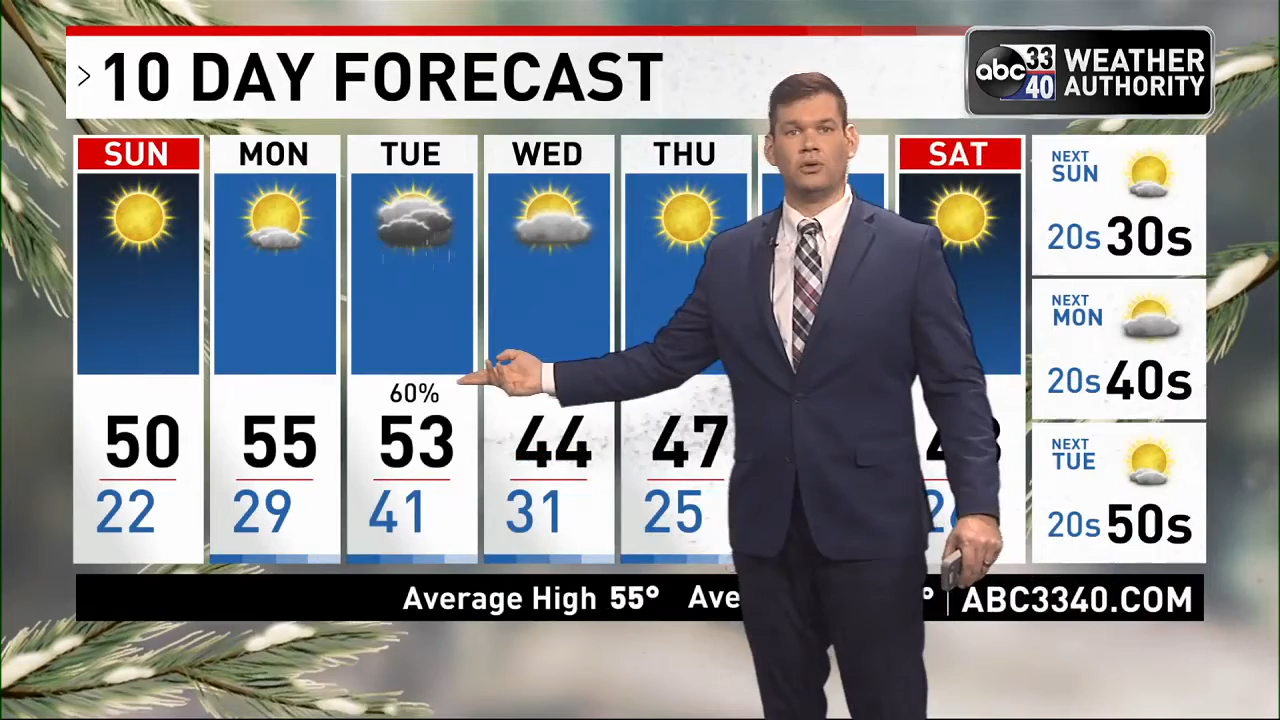 > 10 DAY FORECAST
abc 33 40 WEATHER AUTHORITY
SUN MON TUE WED THU SAT
60%
50 55 53 44 47
22 29 41 31 25
NEXT SUN
20s 30s
NEXT MON
20s 40s
NEXT TUE
20s 50s
Average High 55° ° | ABC3340.COM